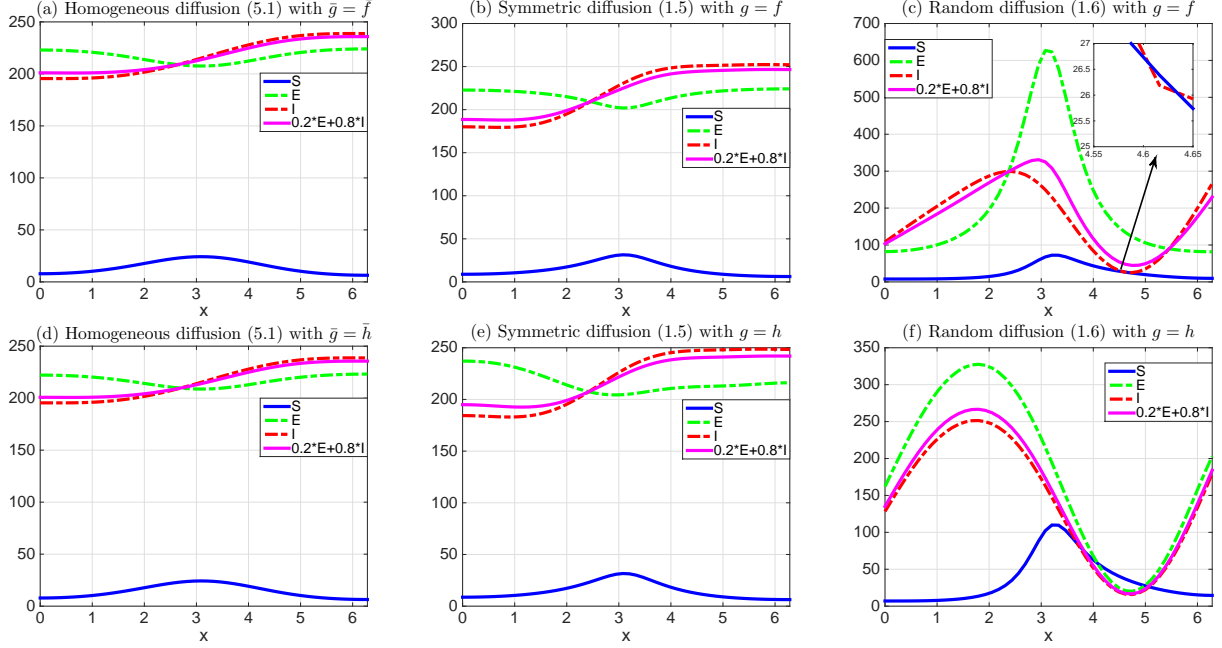 (a) Homogeneous diffusion (5.1) with ḡ = f̄
250
200
150
100
50
0
0 1 2 3 4 5 6
x
S
E
I
0.2*E+0.8*I
(b) Symmetric diffusion (1.5) with g = f
300
250
200
150
100
50
0
0 1 2 3 4 5 6
x
S
E
I
0.2*E+0.8*I
(c) Random diffusion (1.6) with g = f
700
600
500
400
300
200
100
0
0 1 2 3 4 5 6
x
S
E
I
0.2*E+0.8*I
27
26.5
26
25.5
25
4.55 4.6 4.65
(d) Homogeneous diffusion (5.1) with ḡ = h̄
250
200
150
100
50
0
0 1 2 3 4 5 6
x
S
E
I
0.2*E+0.8*I
(e) Symmetric diffusion (1.5) with g = h
250
200
150
100
50
0
0 1 2 3 4 5 6
x
S
E
I
0.2*E+0.8*I
(f) Random diffusion (1.6) with g = h
350
300
250
200
150
100
50
0
0 1 2 3 4 5 6
x
S
E
I
0.2*E+0.8*I